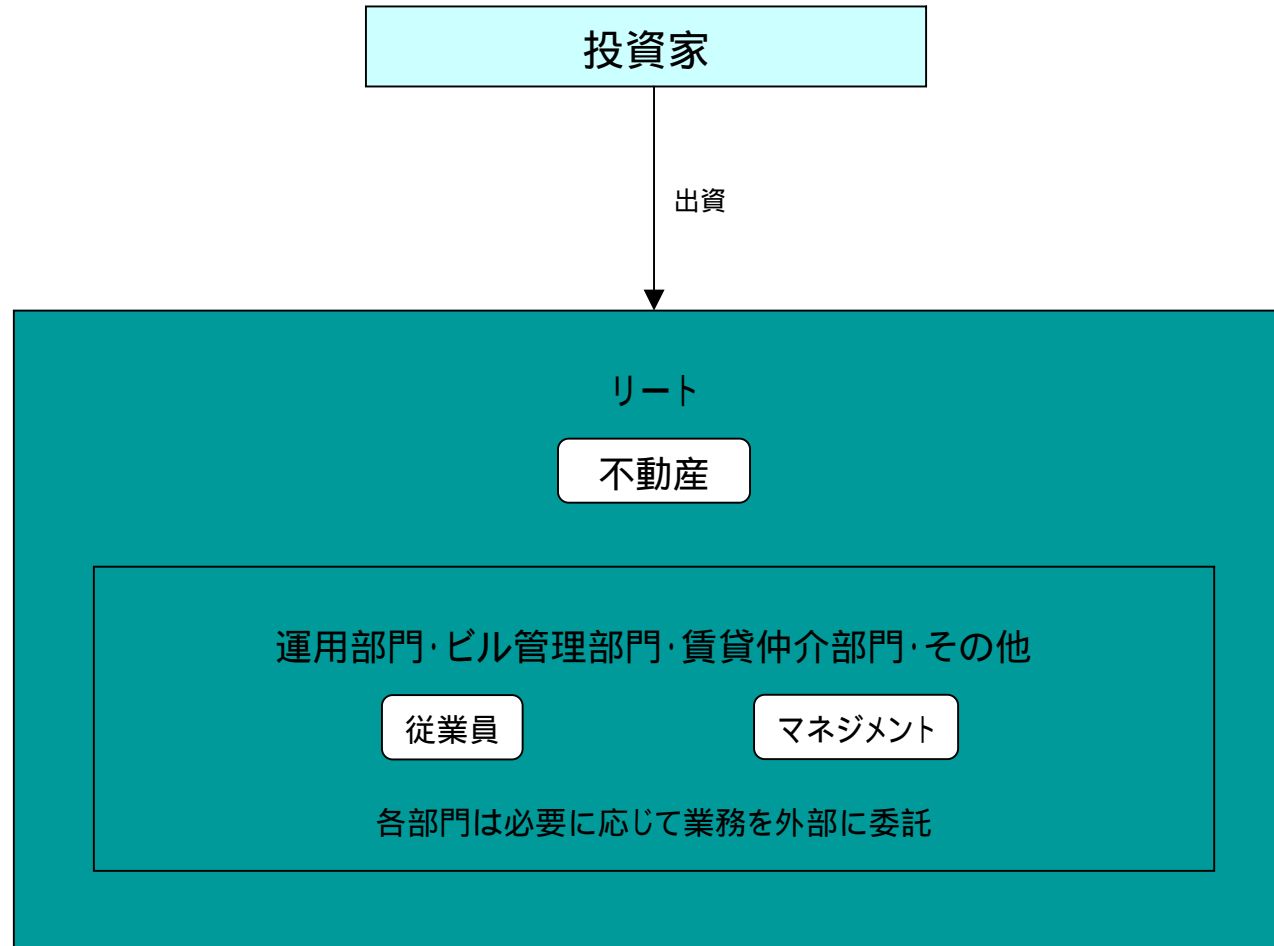 投資家
出資
リート
不動産
運用部門・ビル管理部門・賃貸仲介部門・その他
従業員
マネジメント
各部門は必要に応じて業務を外部に委託